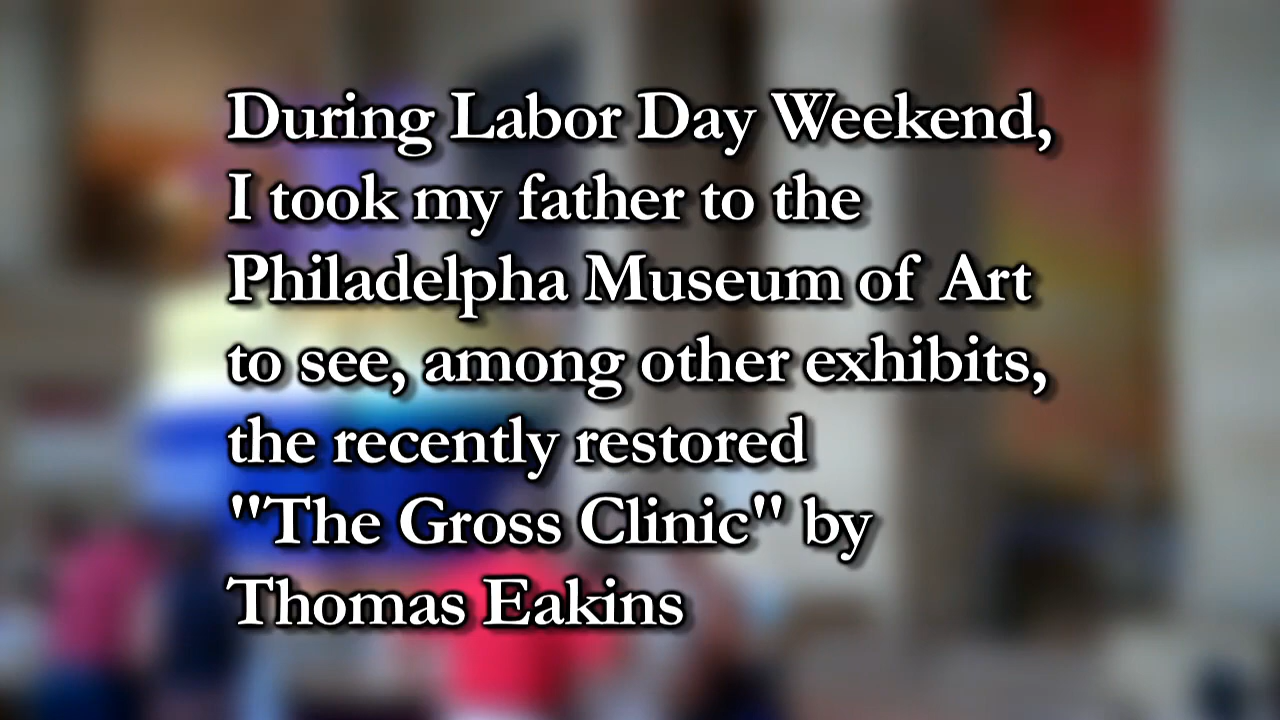 During Labor Day Weekend,
I took my father to the
Philadelpha Museum of Art
to see, among other exhibits,
the recently restored
"The Gross Clinic" by
Thomas Eakins